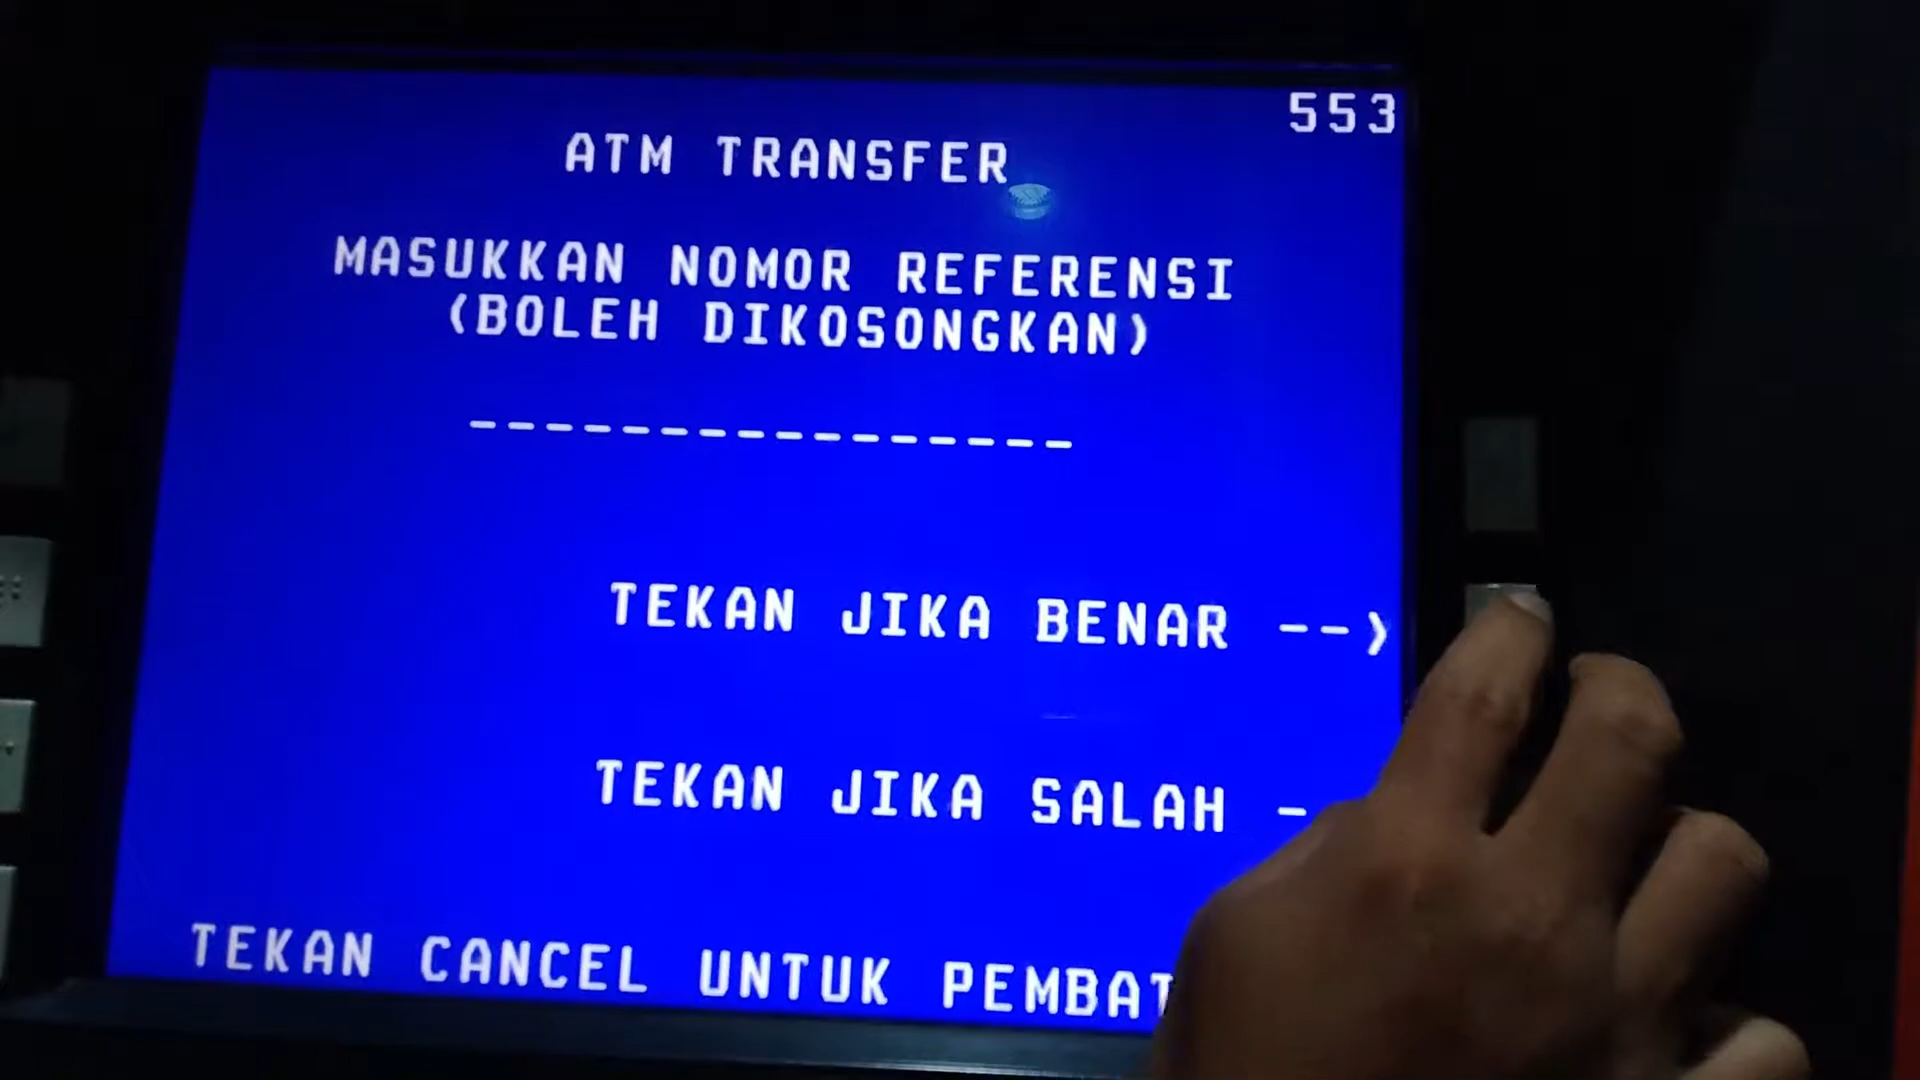 553
ATM TRANSFER
MASUKKAN NOMOR REFERENSI
(BOLEH DIKOSONGKAN)
-----------------
TEKAN JIKA BENAR --)
TEKAN JIKA SALAH -
TEKAN CANCEL UNTUK